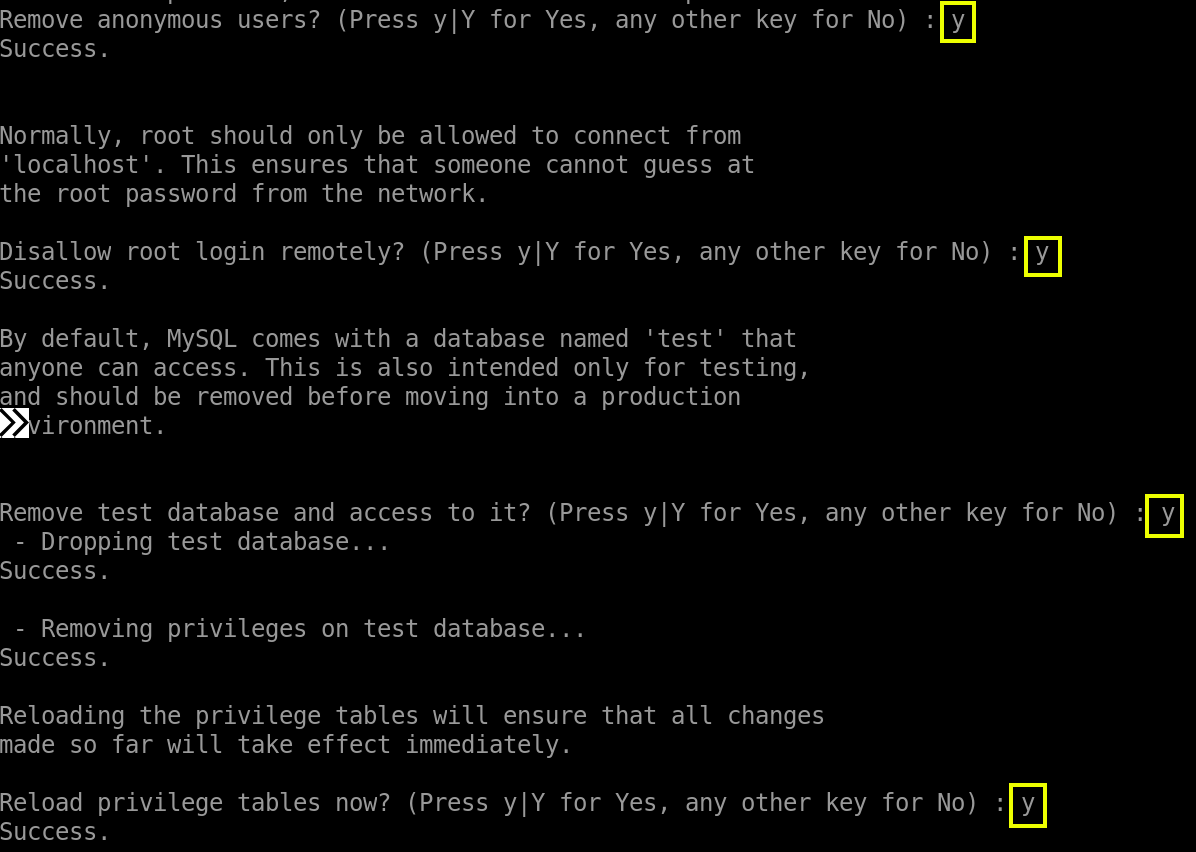 Remove anonymous users? (Press y|Y for Yes, any other key for No) : y
Success.
Normally, root should only be allowed to connect from
'localhost'. This ensures that someone cannot guess at
the root password from the network.
Disallow root login remotely? (Press y|Y for Yes, any other key for No) : y
Success.
By default, MySQL comes with a database named 'test' that
anyone can access. This is also intended only for testing,
and should be removed before moving into a production
vironment.
Remove test database and access to it? (Press y|Y for Yes, any other key for No) : y
- Dropping test database...
Success.
- Removing privileges on test database...
Success.
Reloading the privilege tables will ensure that all changes
made so far will take effect immediately.
Reload privilege tables now? (Press y|Y for Yes, any other key for No) : y
Success.